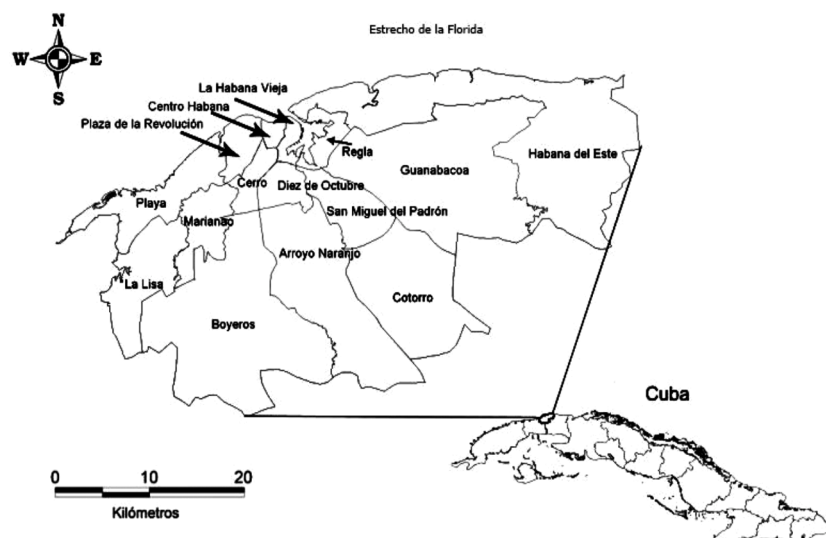 N
Estrecho de la Florida
W
E
S
La Habana Vieja
Centro Habana
Plaza de la Revolución
Regla
Guanabacoa
Habana del Este
Cerro
Diez de Octubre
Playa
Marianao
San Miguel del Padrón
Arroyo Naranjo
La Lisa
Cotorro
Boyeros
Cuba
0 10 20
Kilómetros